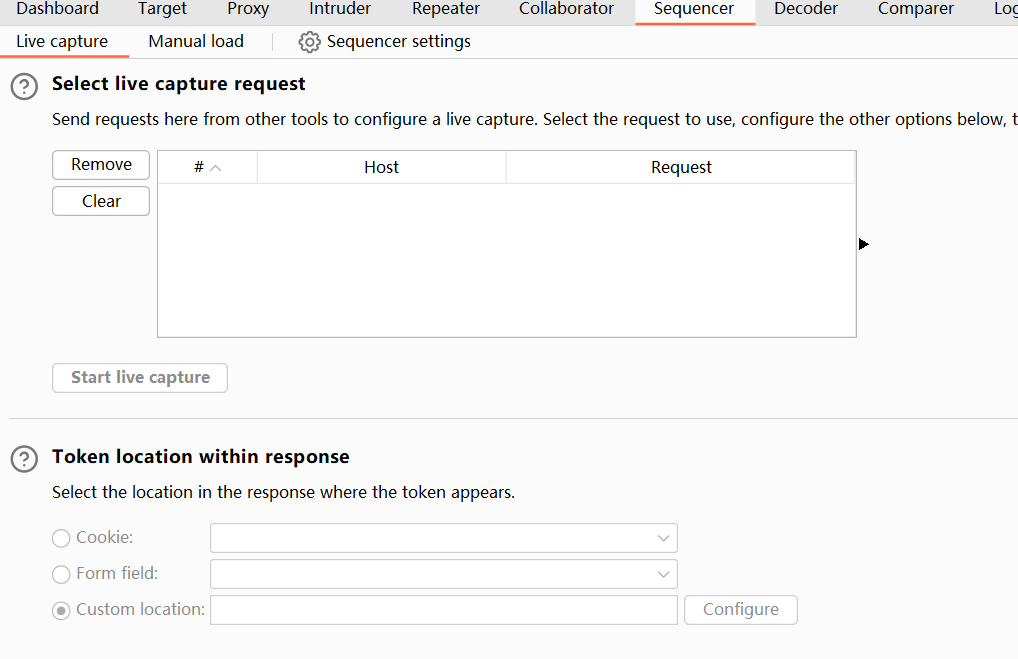 Dashboard Target Proxy Intruder Repeater Collaborator Sequencer Decoder Comparer Log
Live capture Manual load Sequencer settings
Select live capture request
Send requests here from other tools to configure a live capture. Select the request to use, configure the other options below, t
Remove # Host Request
Clear
Start live capture
Token location within response
Select the location in the response where the token appears.
Cookie:
Form field:
Custom location: Configure